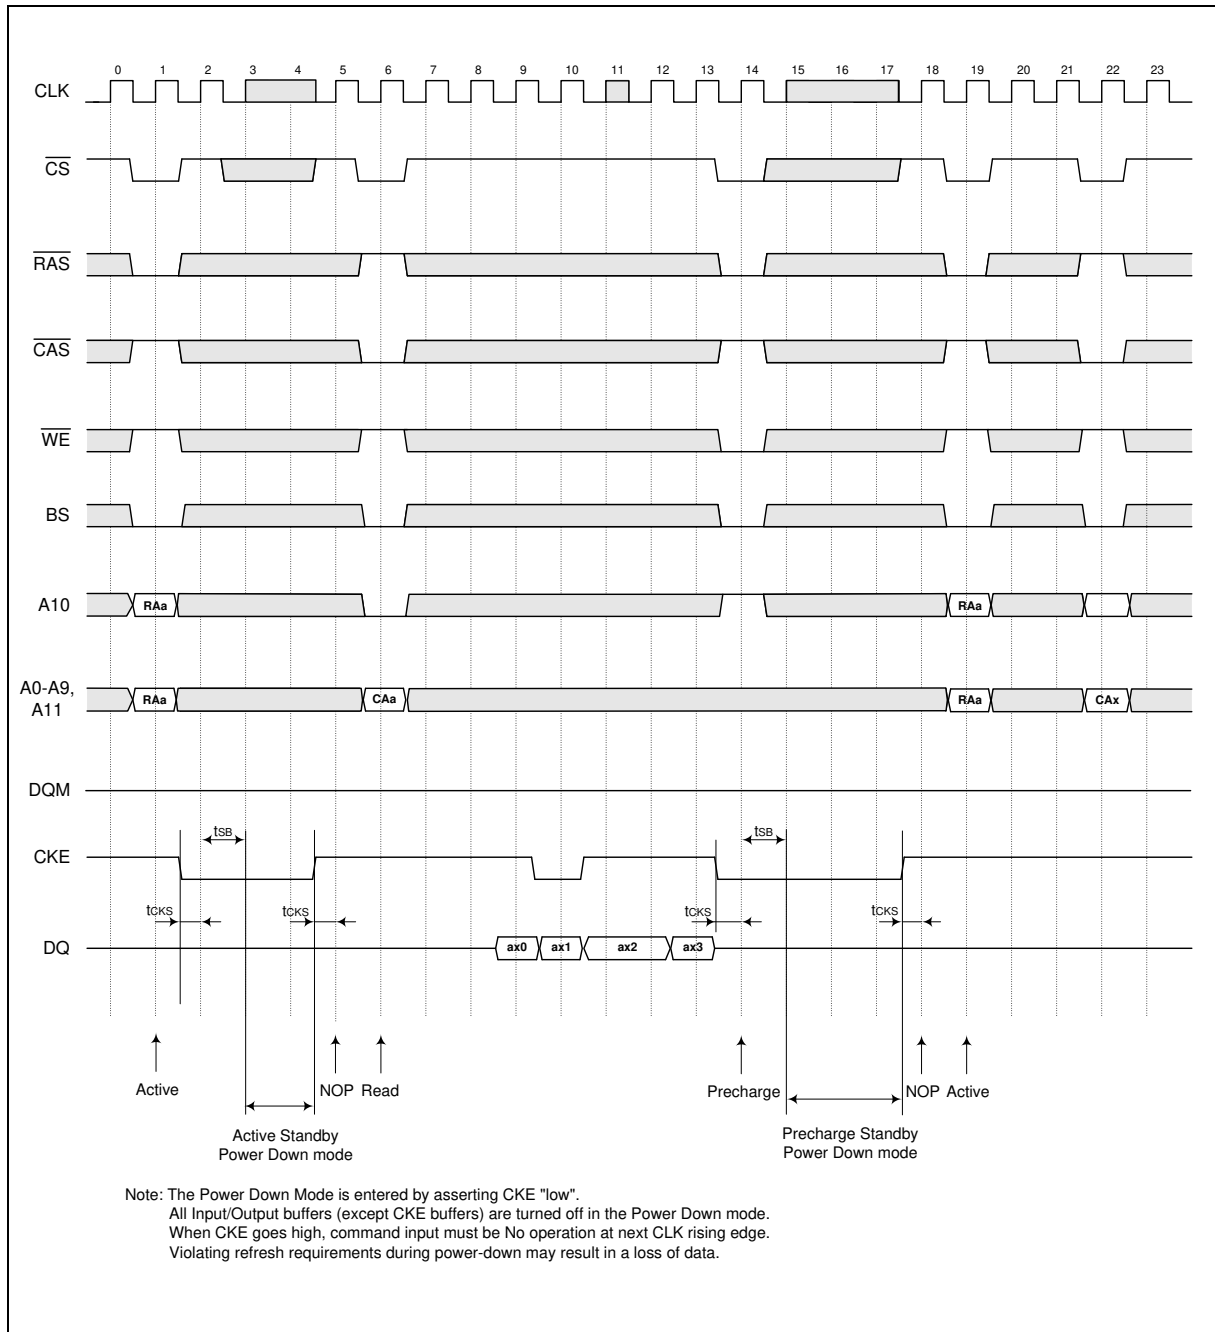 0 1 2 3 4 5 6 7 8 9 10 11 12 13 14 15 16 17 18 19 20 21 22 23
CLK
CS
RAS
CAS
WE
BS
A10 RAa RAa
A0-A9,
A11
RAa CAa RAa CAx
DQM
tSB tSB
CKE
tCKS tCKS tCKS tCKS
DQ ax0 ax1 ax2 ax3
Active NOP Read Precharge NOP Active
Active Standby
Power Down mode
Precharge Standby
Power Down mode
Note: The Power Down Mode is entered by asserting CKE "low".
All Input/Output buffers (except CKE buffers) are turned off in the Power Down mode.
When CKE goes high, command input must be No operation at next CLK rising edge.
Violating refresh requirements during power-down may result in a loss of data.